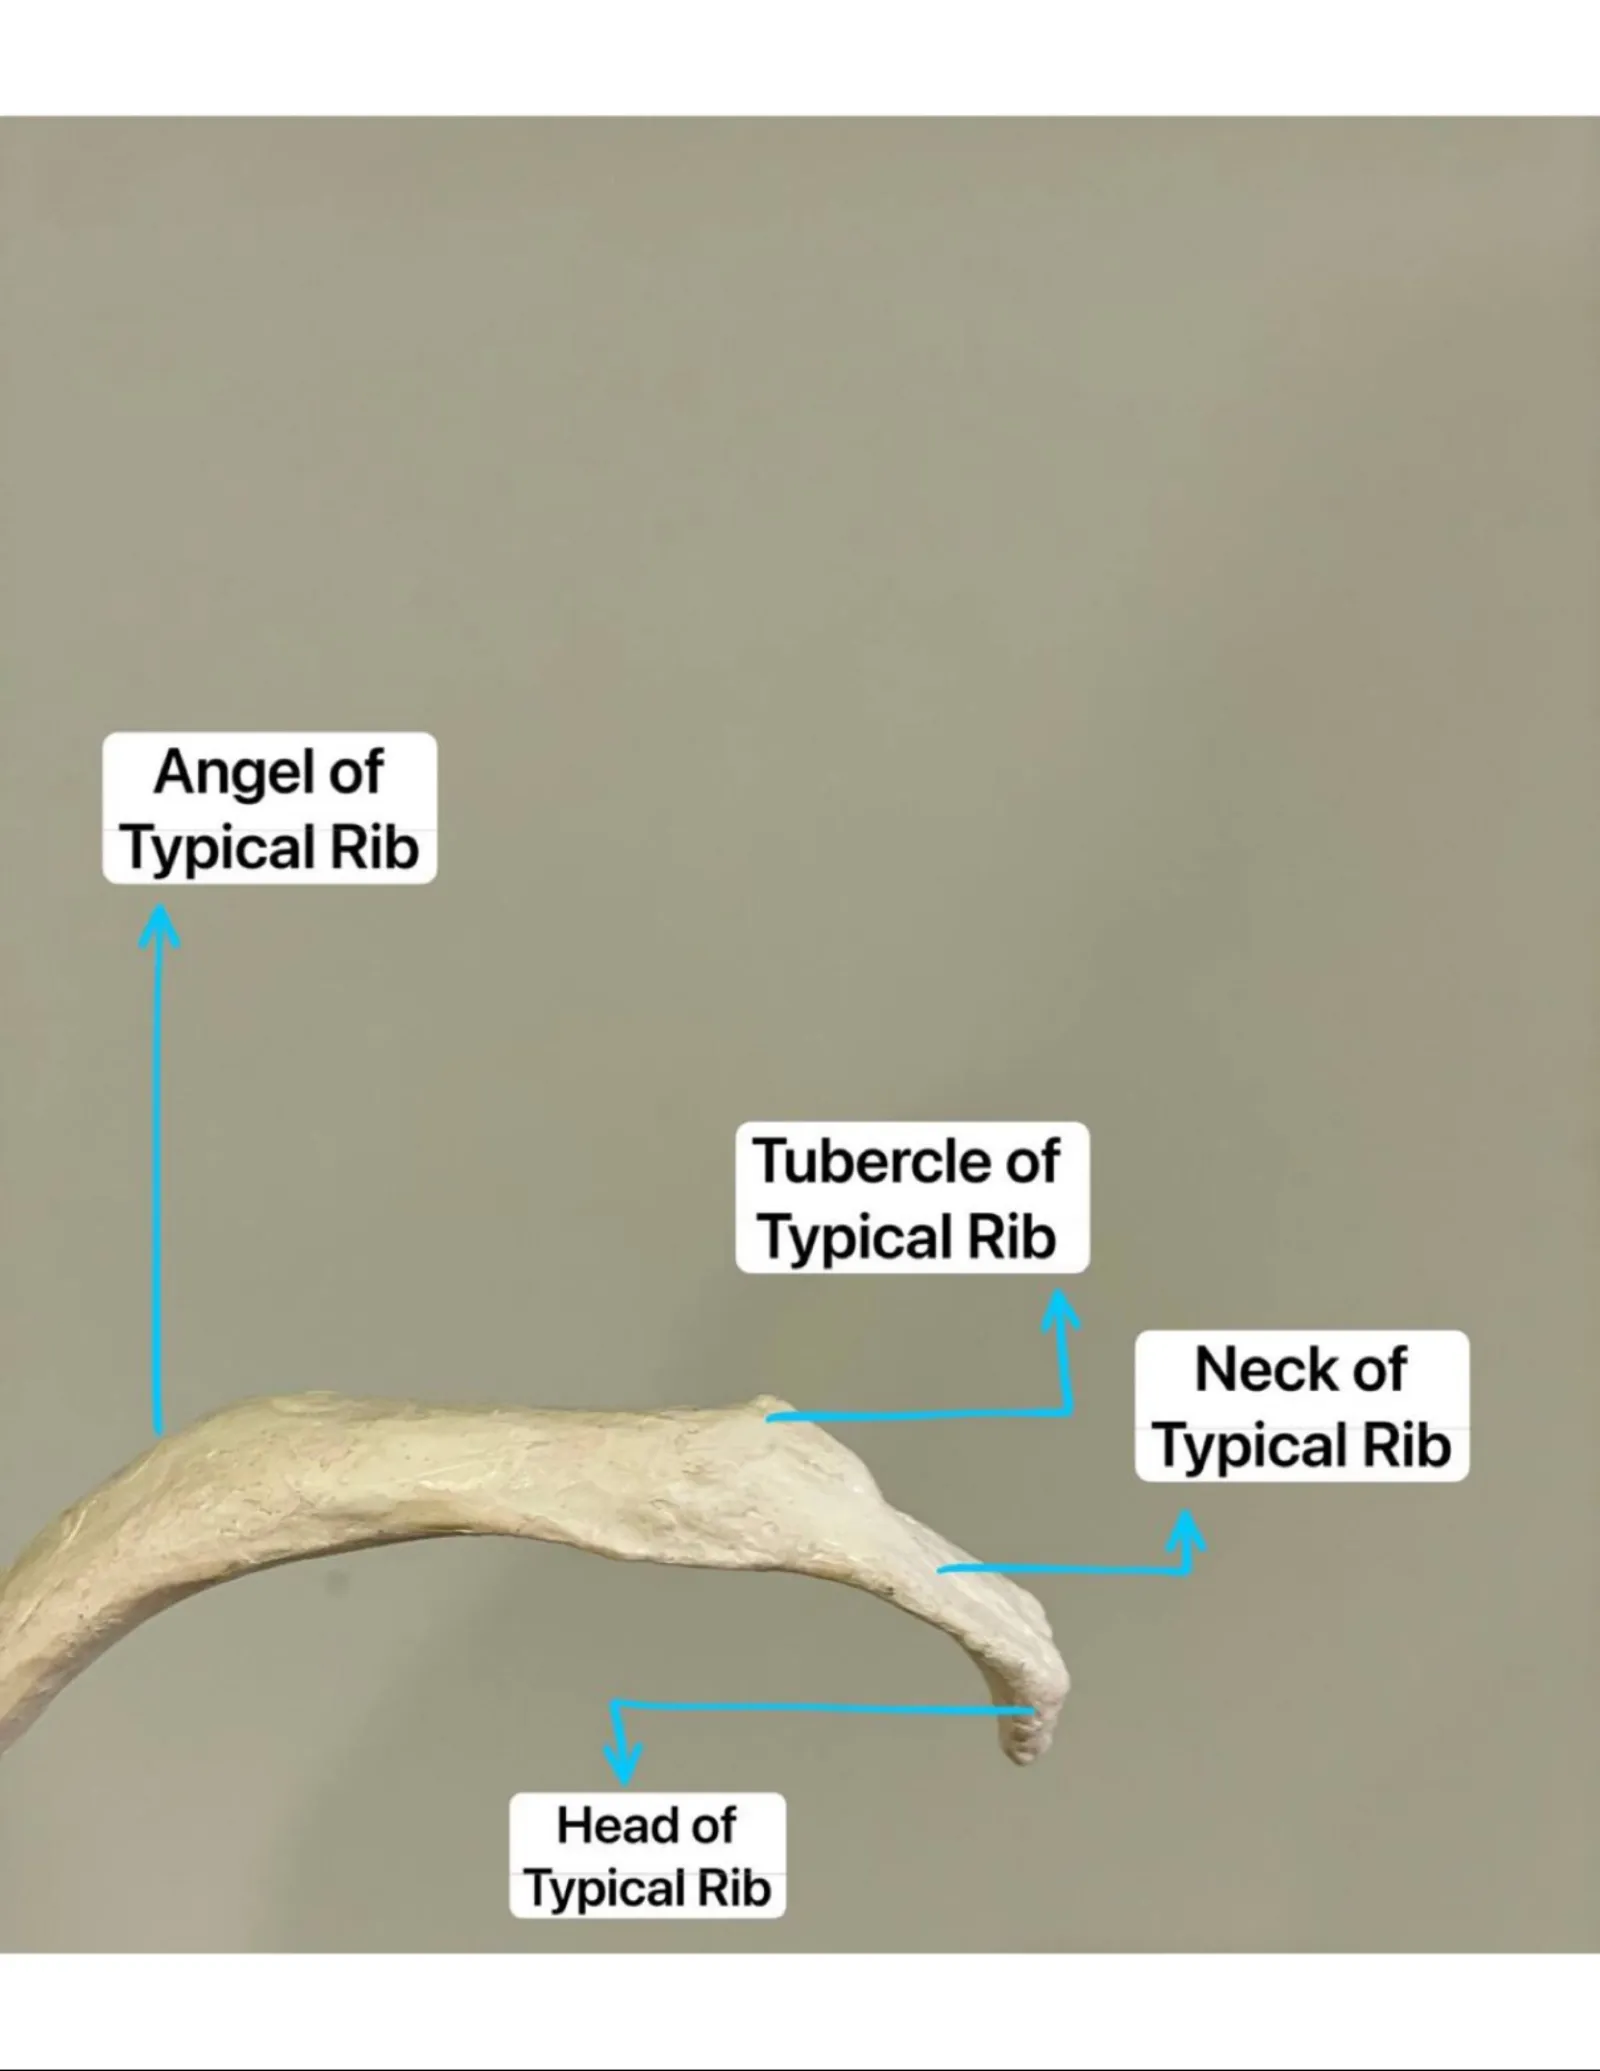 Angel of
Typical Rib
Tubercle of
Typical Rib
Neck of
Typical Rib
Head of
Typical Rib